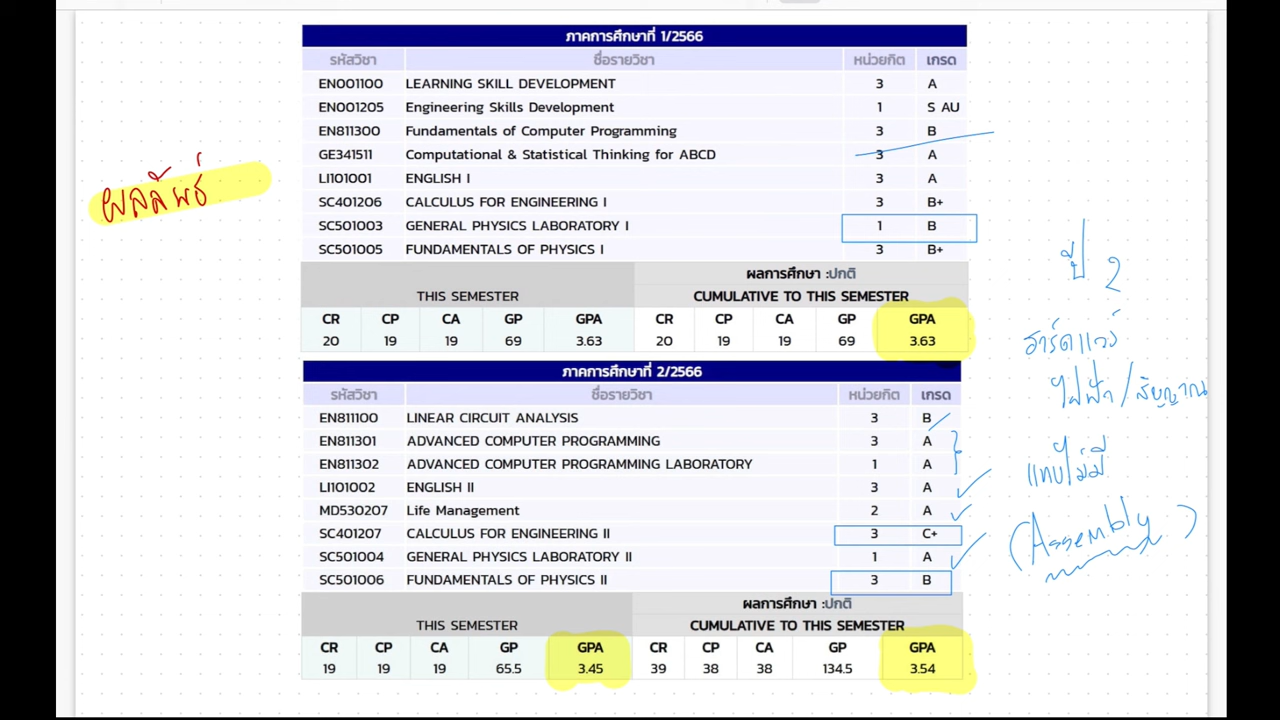 ภาคการศึกษาที่ 1/2566
รหัสวิชา ชื่อรายวิชา หน่วยกิต เกรด
EN001100 LEARNING SKILL DEVELOPMENT 3 A
EN001205 Engineering Skills Development 1 S AU
EN811300 Fundamentals of Computer Programming 3 B
GE341511 Computational & Statistical Thinking for ABCD 3 A
LI101001 ENGLISH I 3 A
SC401206 CALCULUS FOR ENGINEERING I 3 B+
SC501003 GENERAL PHYSICS LABORATORY I 1 B
SC501005 FUNDAMENTALS OF PHYSICS I 3 B+
ผลการศึกษา :ปกติ
THIS SEMESTER CUMULATIVE TO THIS SEMESTER
CR CP CA GP GPA CR CP CA GP GPA
20 19 19 69 3.63 20 19 19 69 3.63
ภาคการศึกษาที่ 2/2566
รหัสวิชา ชื่อรายวิชา หน่วยกิต เกรด
EN811100 LINEAR CIRCUIT ANALYSIS 3 B
EN811301 ADVANCED COMPUTER PROGRAMMING 3 A
EN811302 ADVANCED COMPUTER PROGRAMMING LABORATORY 1 A
LI101002 ENGLISH II 3 A
MD530207 Life Management 2 A
SC401207 CALCULUS FOR ENGINEERING II 3 C+
SC501004 GENERAL PHYSICS LABORATORY II 1 A
SC501006 FUNDAMENTALS OF PHYSICS II 3 B
ผลการศึกษา :ปกติ
THIS SEMESTER CUMULATIVE TO THIS SEMESTER
CR CP CA GP GPA CR CP CA GP GPA
19 19 19 65.5 3.45 39 38 38 134.5 3.54
ผลลัพธ์
ปี 2
ฮาร์ดแวร์
ไฟฟ้า/สัญญาณ
แทบไม่มี
(Assembly)